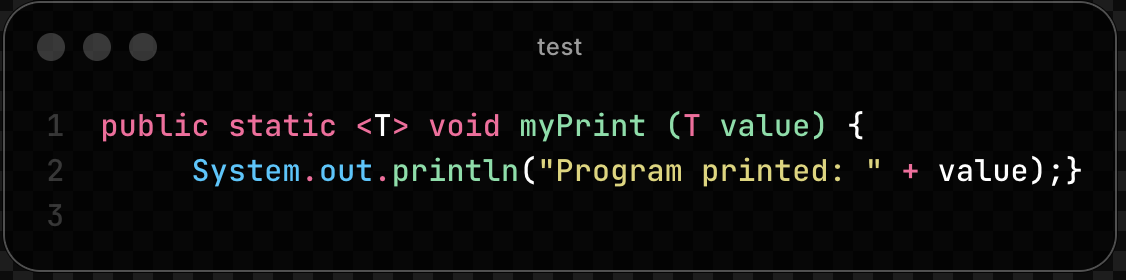 test
1 public static <T> void myPrint (T value) {
2 System.out.println("Program printed: " + value);}
3